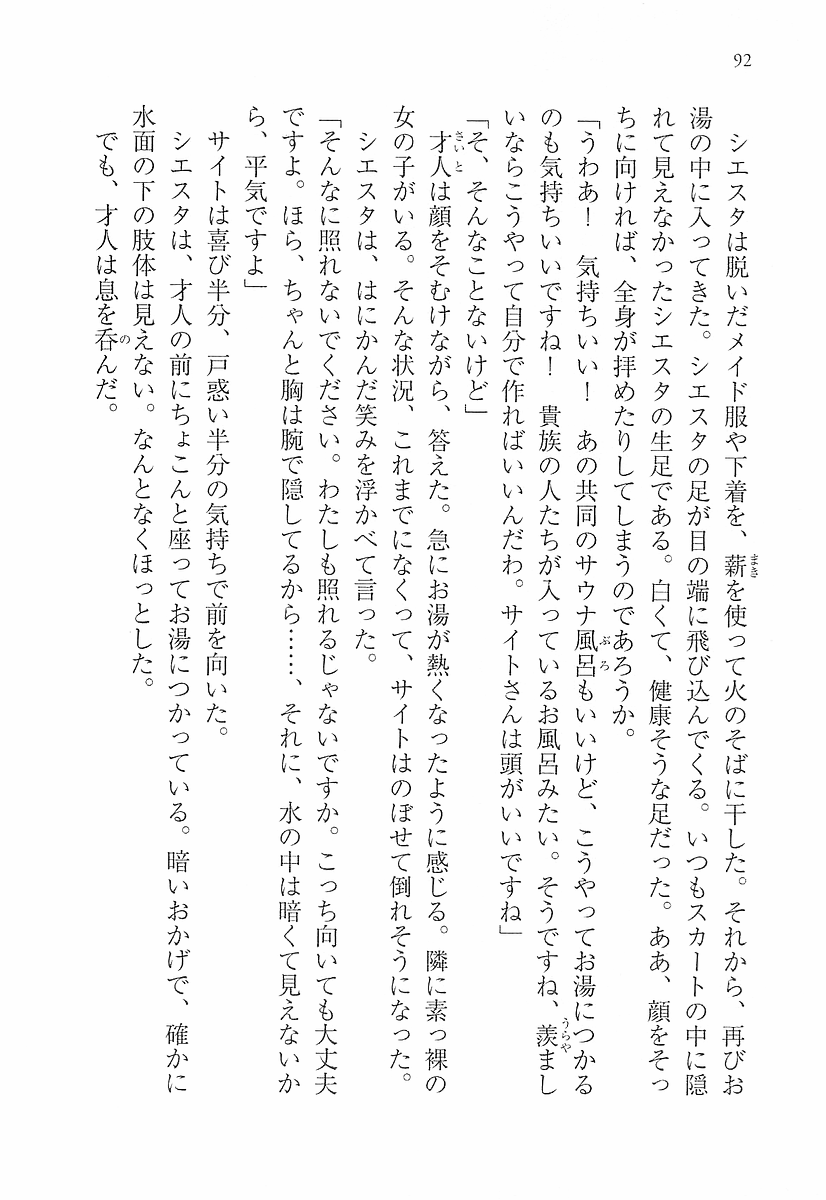 92
シエスタは脱いだメイド服や下着を、薪を使って火のそばに干した。それから、再びお
湯の中に入ってきた。シエスタの足が目の端に飛び込んでくる。いつもスカートの中に隠
れて見えなかったシエスタの生足である。白くて、健康そうな足だった。ああ、顔をそっ
ちに向ければ、全身が拝めたりしてしまうのであろうか。
「うわあ！　気持ちいい！　あの共同のサウナ風呂もいいけど、こうやってお湯につかる
のも気持ちいいですね！　貴族の人たちが入っているお風呂みたい。そうですね、羨まし
いならこうやって自分で作ればいいんだわ。サイトさんは頭がいいですね」
「そ、そんなことないけど」
才人は顔をそむけながら、答えた。急にお湯が熱くなったように感じる。隣に素っ裸の
女の子がいる。そんな状況、これまでになくって、サイトはのぼせて倒れそうになった。
シエスタは、はにかんだ笑みを浮かべて言った。
「そんなに照れないでください。わたしも照れるじゃないですか。こっち向いても大丈夫
ですよ。ほら、ちゃんと胸は腕で隠してるから……、それに、水の中は暗くて見えないか
ら、平気ですよ」
サイトは喜び半分、戸惑い半分の気持ちで前を向いた。
シエスタは、才人の前にちょこんと座ってお湯につかっている。暗いおかげで、確かに
水面の下の肢体は見えない。なんとなくほっとした。
でも、才人は息を呑んだ。